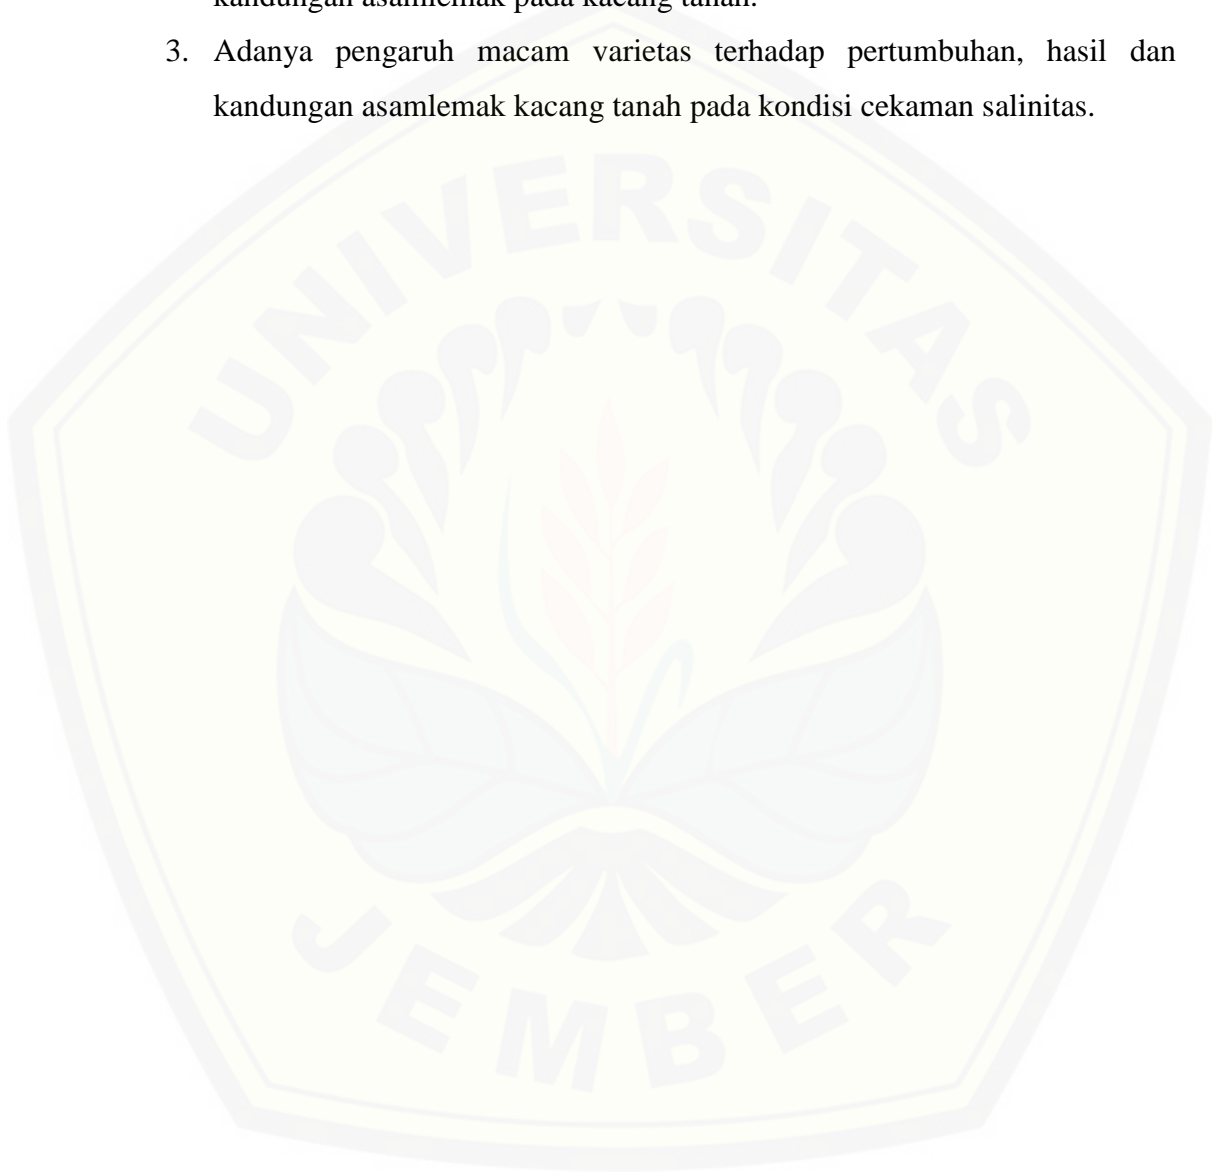 kandungan asamlemak pada kacang tanah.
3. Adanya pengaruh macam varietas terhadap pertumbuhan, hasil dan
kandungan asamlemak kacang tanah pada kondisi cekaman salinitas.
UNIVERSITAS
JEMBER